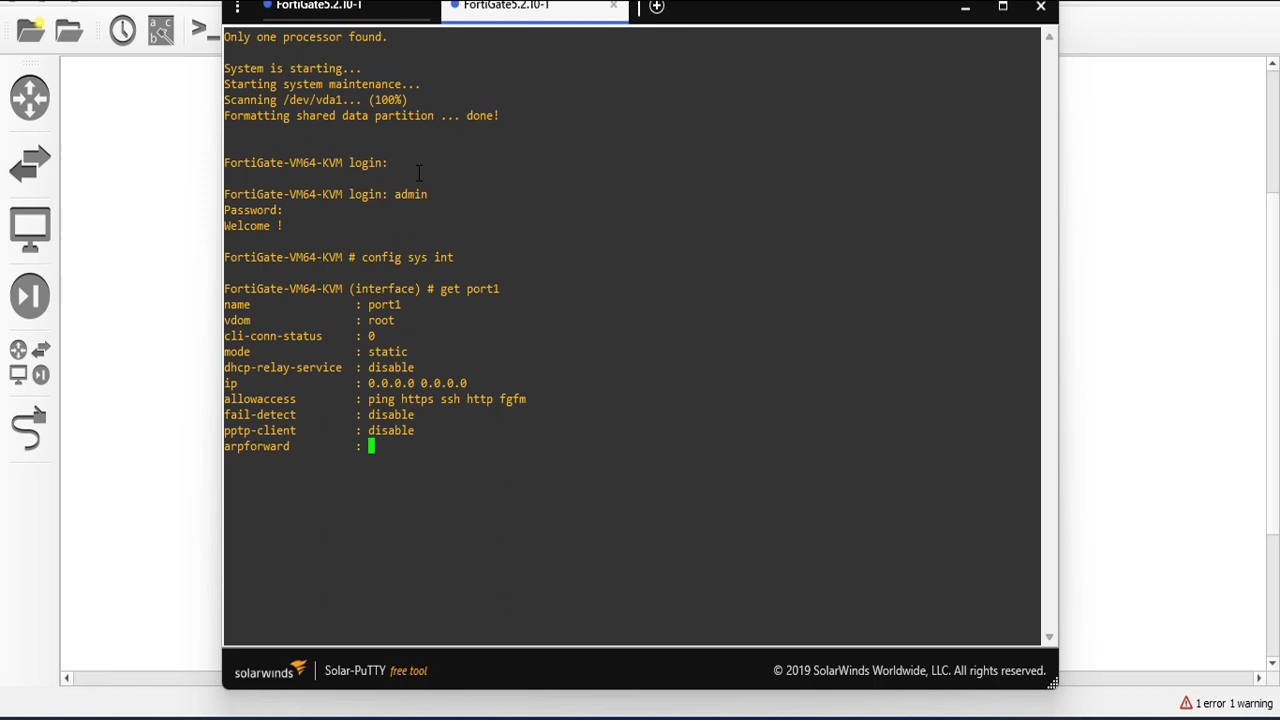 FortiGate5.2.10-1
FortiGate5.2.10-1
Only one processor found.
System is starting...
Starting system maintenance...
Scanning /dev/vda1... (100%)
Formatting shared data partition ... done!
FortiGate-VM64-KVM login:
FortiGate-VM64-KVM login: admin
Password:
Welcome !
FortiGate-VM64-KVM # config sys int
FortiGate-VM64-KVM (interface) # get port1
name : port1
vdom : root
cli-conn-status : 0
mode : static
dhcp-relay-service : disable
ip : 0.0.0.0 0.0.0.0
allowaccess : ping https ssh http fgfm
fail-detect : disable
pptp-client : disable
arpforward :
solarwinds Solar-PuTTY free tool © 2019 SolarWinds Worldwide, LLC. All rights reserved.
1 error 1 warning